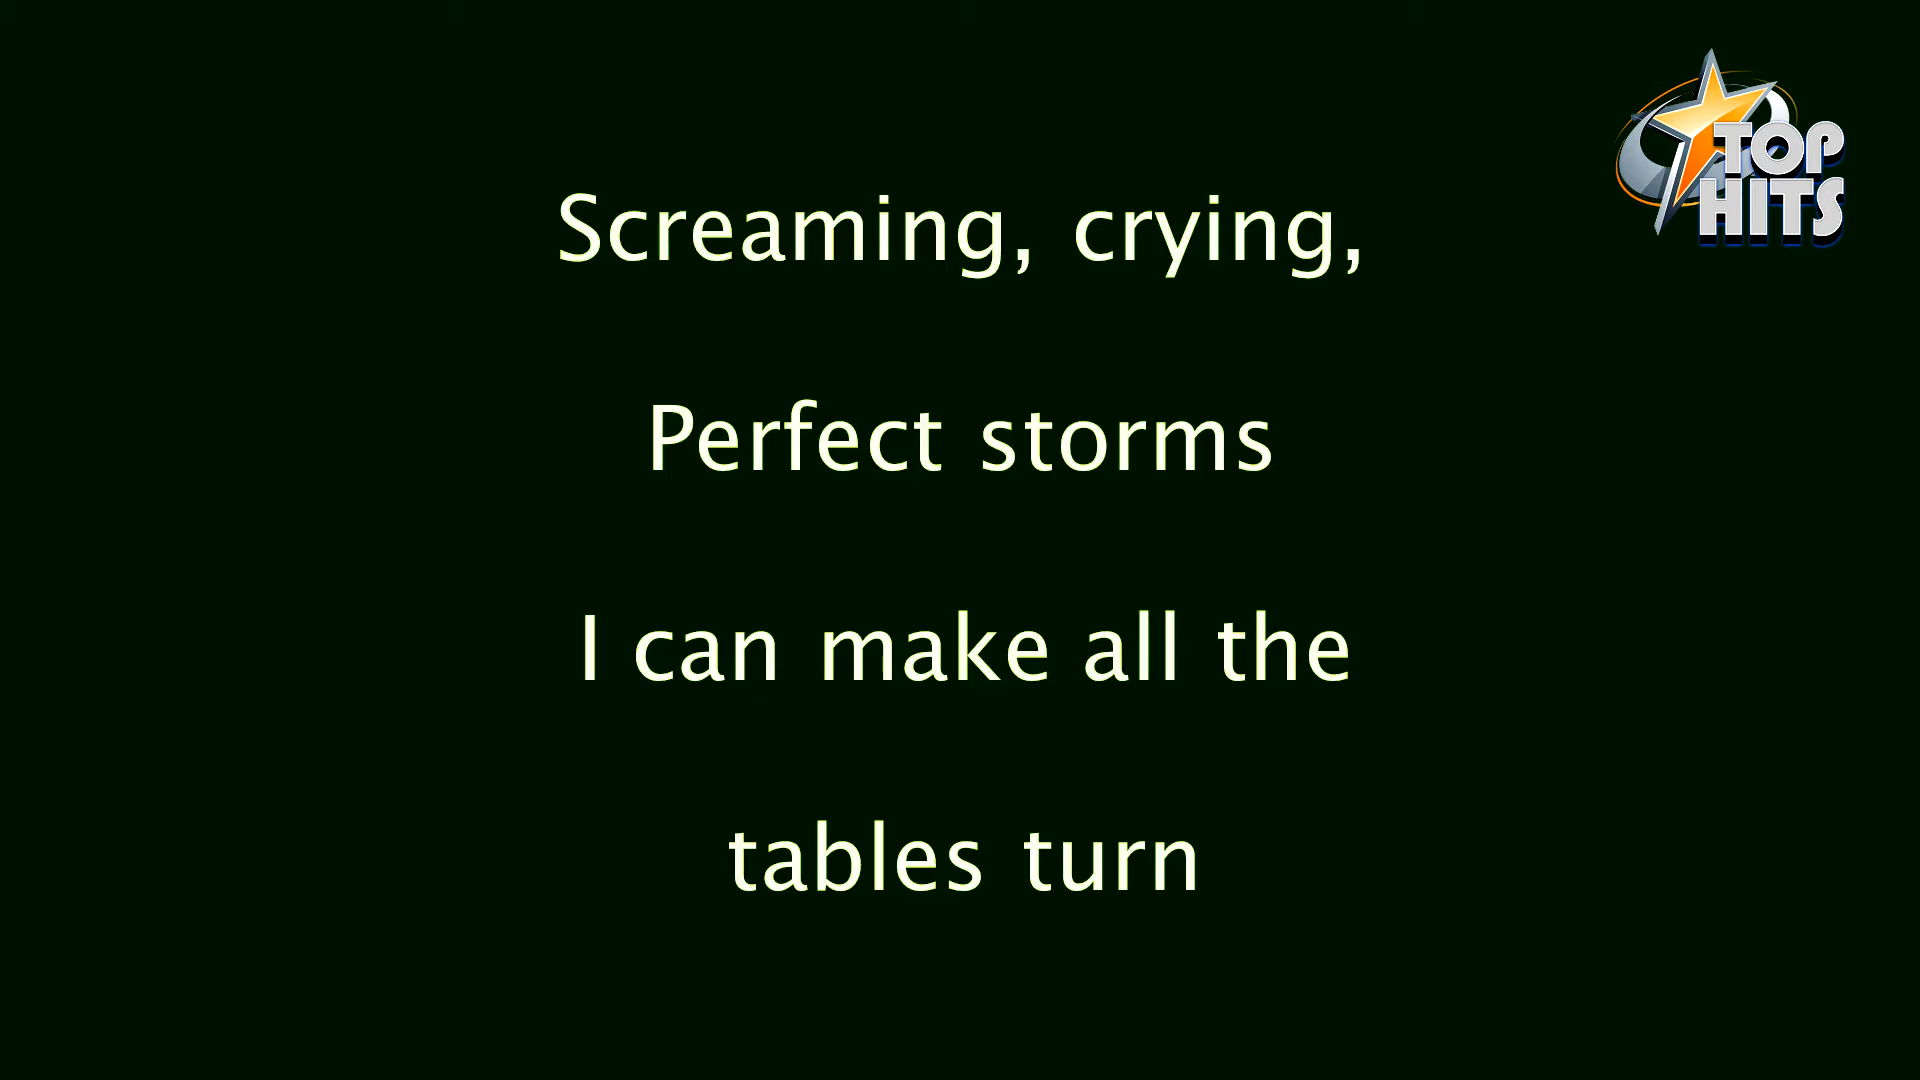 TOP
HITS
Screaming, crying,
Perfect storms
I can make all the
tables turn